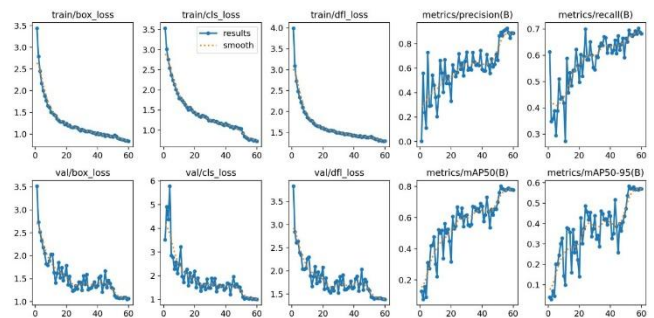 train/box_loss
train/cls_loss
train/dfl_loss
metrics/precision(B)
metrics/recall(B)
3.5
3.0
2.5
2.0
1.5
1.0
0 20 40 60
3.5
3.0
2.5
2.0
1.5
1.0
results
smooth
0 20 40 60
4.0
3.5
3.0
2.5
2.0
1.5
0 20 40 60
0.8
0.6
0.4
0.2
0.0
0 20 40 60
0.7
0.6
0.5
0.4
0.3
0 20 40 60
val/box_loss
val/cls_loss
val/dfl_loss
metrics/mAP50(B)
metrics/mAP50-95(B)
3.5
3.0
2.5
2.0
1.5
1.0
0 20 40 60
6
5
4
3
2
1
0 20 40 60
4.0
3.5
3.0
2.5
2.0
1.5
0 20 40 60
0.8
0.6
0.4
0.2
0 20 40 60
0.6
0.5
0.4
0.3
0.2
0.1
0 20 40 60